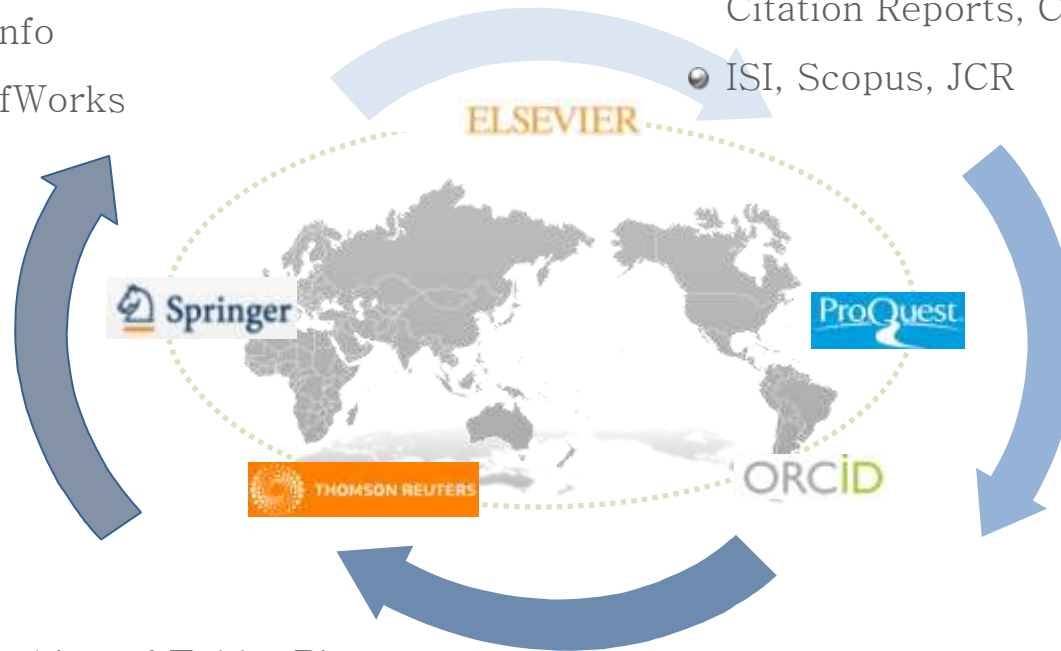 nfo
fWorks
Citation Reports, C
ISI, Scopus, JCR
ELSEVIER
Springer
ProQuest
THOMSON REUTERS
ORCiD